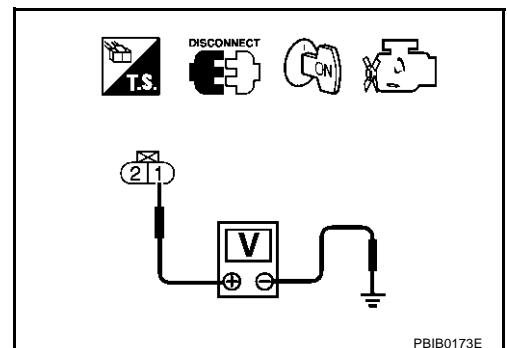 T.S.
DISCONNECT
ON
2 1
V
+ −
PBIB0173E